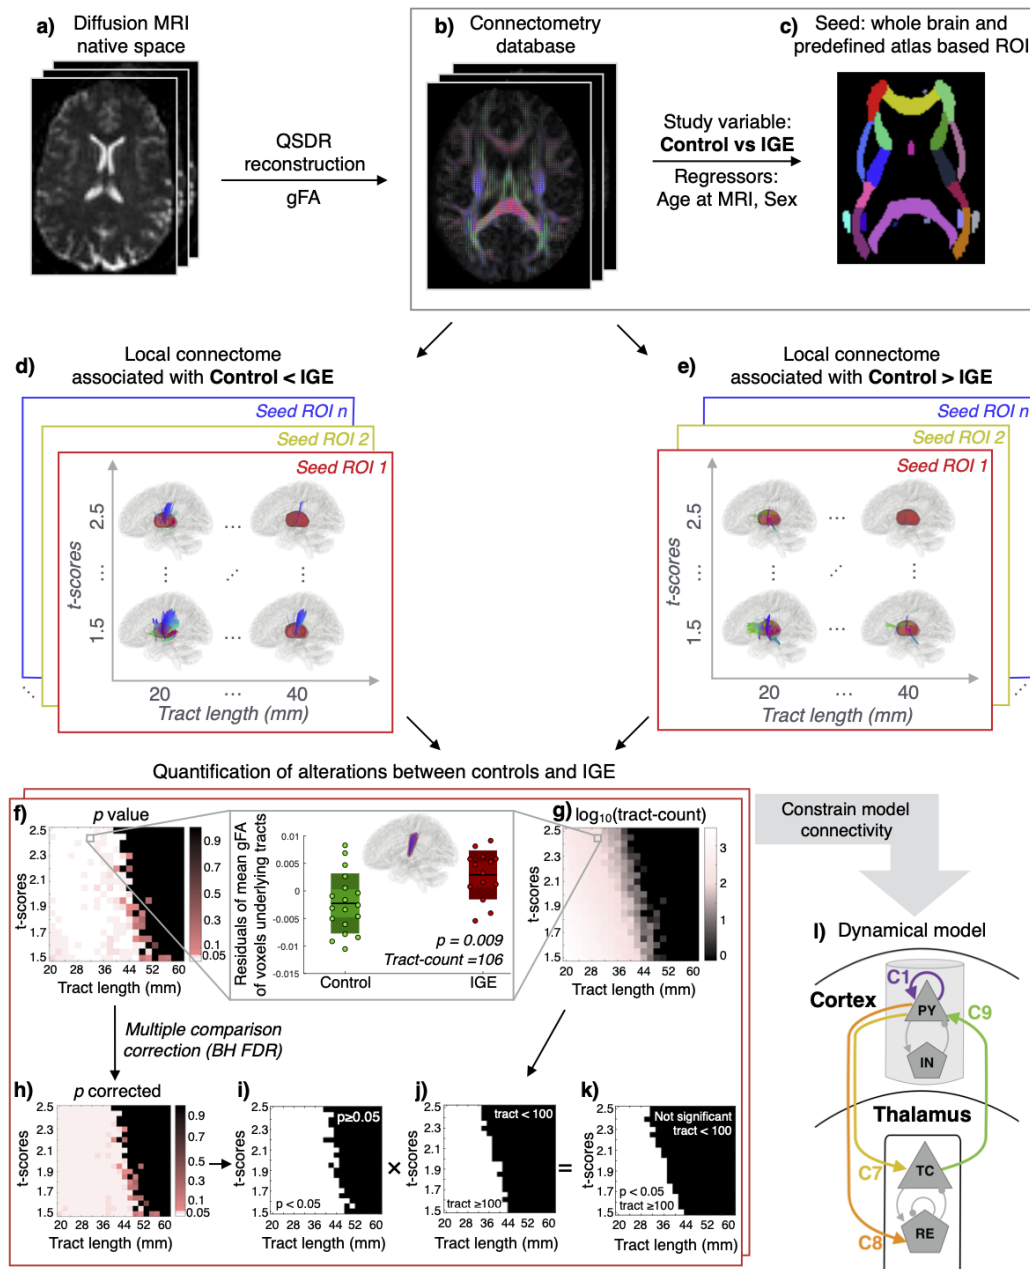 a) Diffusion MRI
native space
QSDR
reconstruction
gFA
b) Connectometry
database
Study variable:
Control vs IGE
Regressors:
Age at MRI, Sex
c) Seed: whole brain and
predefined atlas based ROI
d) Local connectome
associated with Control < IGE
Seed ROI n
Seed ROI 2
Seed ROI 1
t-scores
2.5
...
1.5
20 ... 40
Tract length (mm)
e) Local connectome
associated with Control > IGE
Seed ROI n
Seed ROI 2
Seed ROI 1
t-scores
2.5
...
1.5
20 ... 40
Tract length (mm)
Quantification of alterations between controls and IGE
f) p value
t-scores
2.5
2.3
2.1
1.9
1.7
1.5
20 28 36 44 52 60
Tract length (mm)
0.9
0.7
0.5
0.3
0.1
0.05
Residuals of mean gFA
of voxels underlying tracts
0.01
0.005
0
-0.005
-0.01
-0.015
Control
IGE
p = 0.009
Tract-count =106
g) log₁₀(tract-count)
t-scores
2.5
2.3
2.1
1.9
1.7
1.5
20 28 36 44 52 60
Tract length (mm)
3
2
1
0
Multiple comparison
correction (BH FDR)
h) p corrected
t-scores
2.5
2.3
2.1
1.9
1.7
1.5
20 28 36 44 52 60
Tract length (mm)
0.9
0.7
0.5
0.3
0.1
0.05
i)
p≥0.05
p < 0.05
t-scores
2.5
2.3
2.1
1.9
1.7
1.5
20 28 36 44 52 60
Tract length (mm)
×
j)
tract < 100
tract ≥100
t-scores
2.5
2.3
2.1
1.9
1.7
1.5
20 28 36 44 52 60
Tract length (mm)
=
k)
Not significant
tract < 100
p < 0.05
tract ≥100
t-scores
2.5
2.3
2.1
1.9
1.7
1.5
20 28 36 44 52 60
Tract length (mm)
Constrain model
connectivity
l) Dynamical model
Cortex
C1
PY
C9
IN
Thalamus
C7
TC
C8
RE